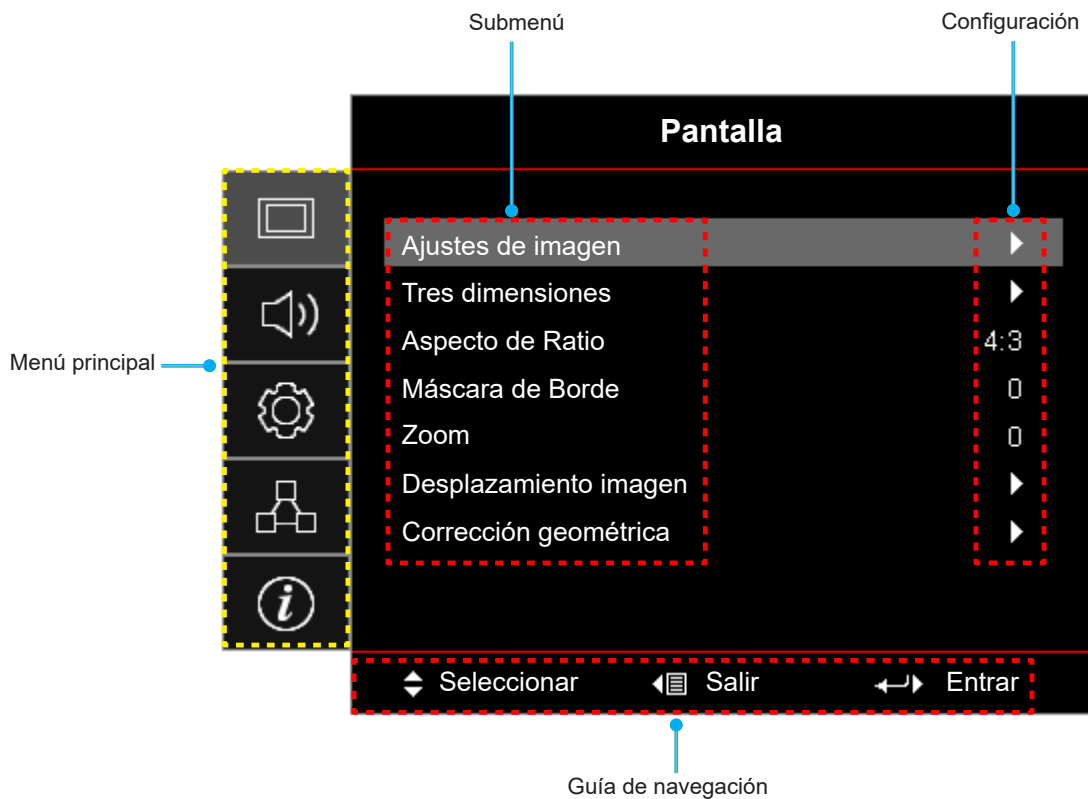 Submenú
Configuración
Pantalla
Ajustes de imagen
Tres dimensiones
Aspecto de Ratio 4:3
Menú principal
Máscara de Borde 0
Zoom 0
Desplazamiento imagen
Corrección geométrica
i
Seleccionar Salir Entrar
Guía de navegación